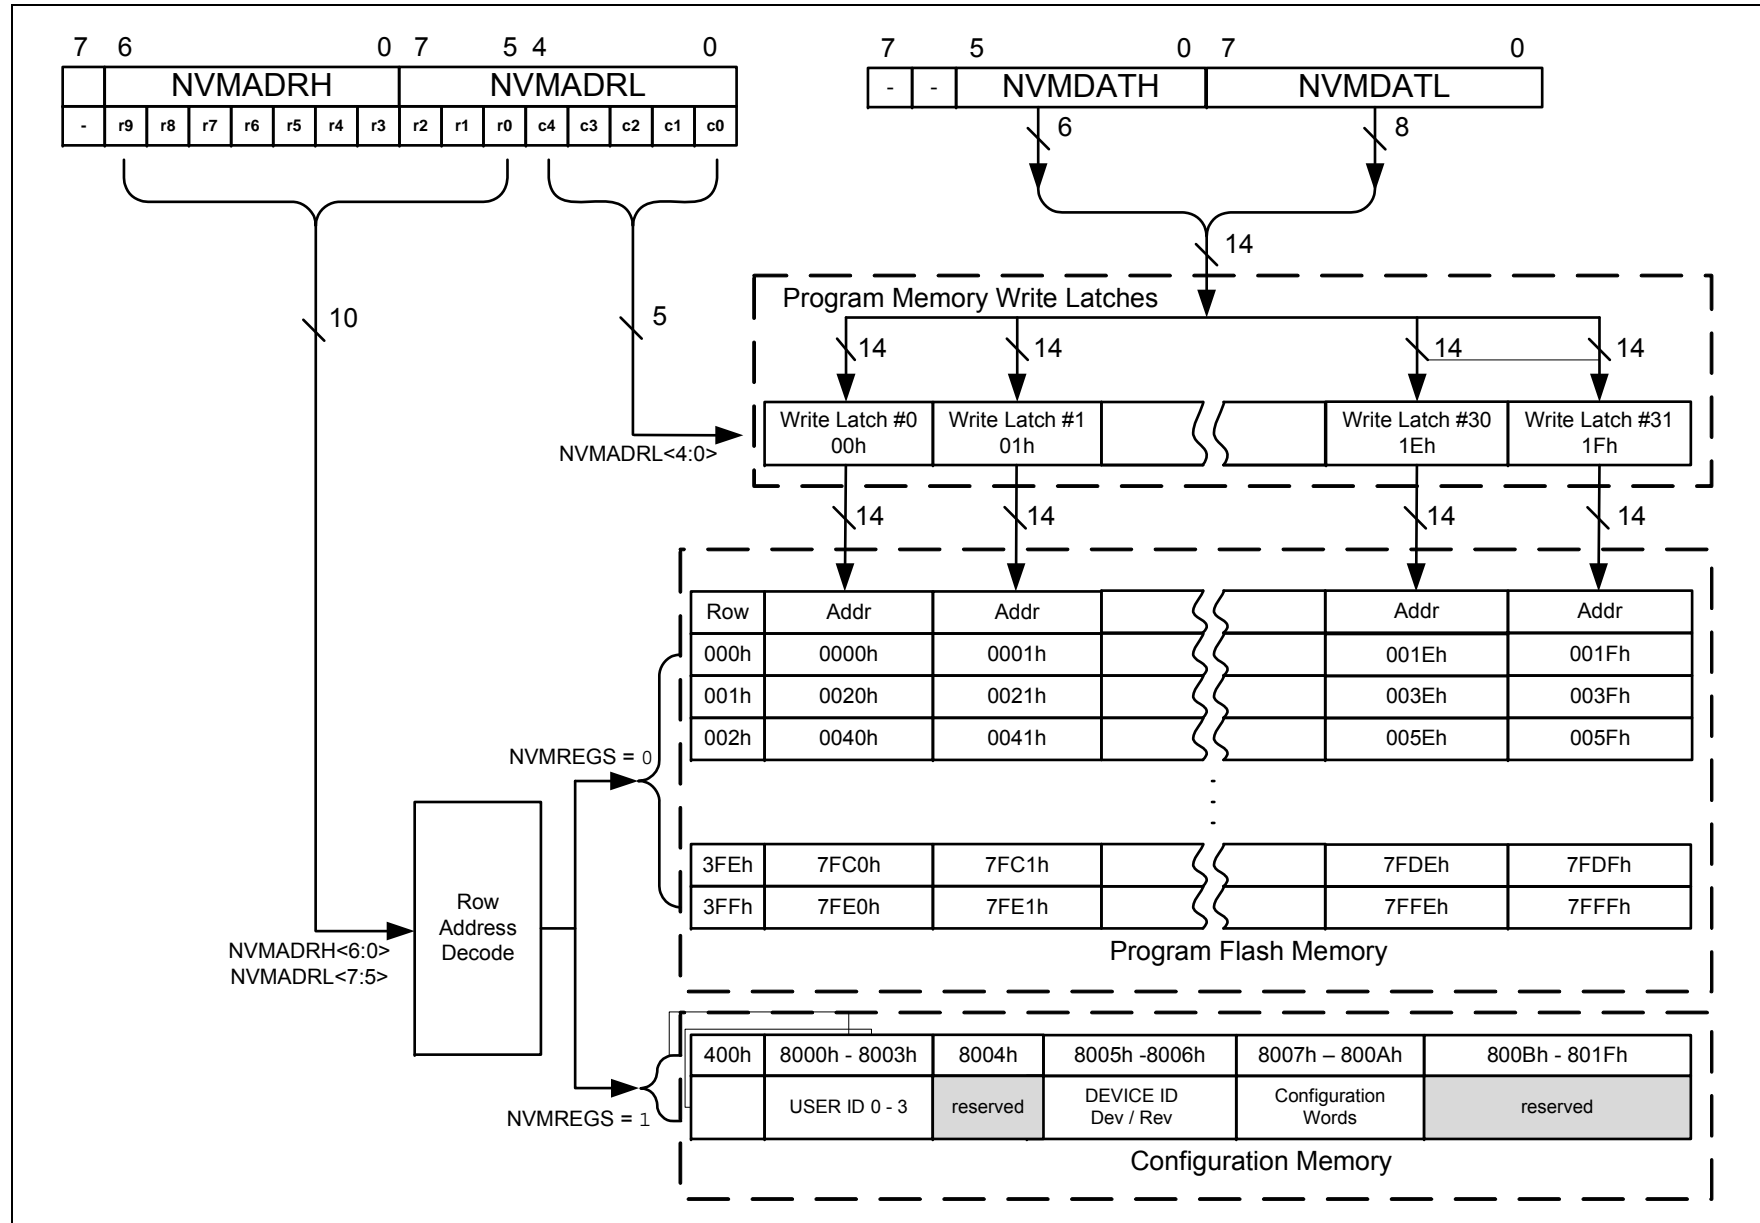 7 6 0 7 5 4 0
NVMADRH NVMADRL
- r9 r8 r7 r6 r5 r4 r3 r2 r1 r0 c4 c3 c2 c1 c0
7 5 0 7 0
- - NVMDATH NVMDATL
6 8
14
10 5
Program Memory Write Latches
14 14 14 14
Write Latch #0 Write Latch #1 Write Latch #30 Write Latch #31
00h 01h 1Eh 1Fh
NVMADRL<4:0>
14 14 14 14
Row Addr Addr Addr Addr
000h 0000h 0001h 001Eh 001Fh
001h 0020h 0021h 003Eh 003Fh
002h 0040h 0041h 005Eh 005Fh
NVMREGS = 0
3FEh 7FC0h 7FC1h 7FDEh 7FDFh
3FFh 7FE0h 7FE1h 7FFEh 7FFFh
Program Flash Memory
Row
Address
Decode
NVMADRH<6:0>
NVMADRL<7:5>
400h 8000h - 8003h 8004h 8005h -8006h 8007h – 800Ah 800Bh - 801Fh
USER ID 0 - 3 reserved DEVICE ID Configuration reserved
Dev / Rev Words
NVMREGS = 1
Configuration Memory